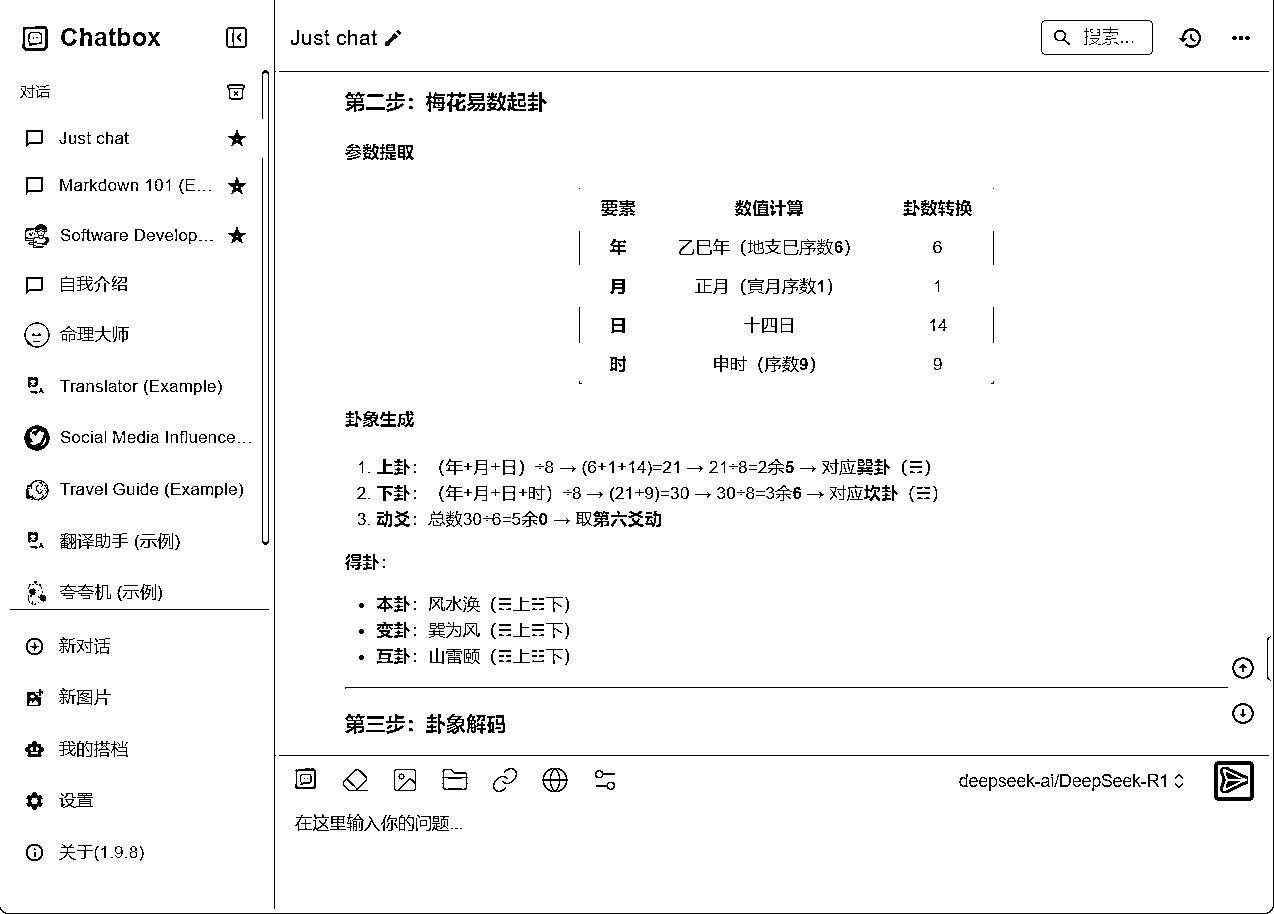 Chatbox
对话
Just chat
Markdown 101 (E...
Software Develop...
自我介绍
命理大师
Translator (Example)
Social Media Influence...
Travel Guide (Example)
翻译助手 (示例)
夸夸机 (示例)
新对话
新图片
我的搭档
设置
关于(1.9.8)
Just chat
搜索...
第二步：梅花易数起卦
参数提取
要素 数值计算 卦数转换
年 乙巳年（地支巳序数6） 6
月 正月（寅月序数1） 1
日 十四日 14
时 申时（序数9） 9
卦象生成
1. 上卦：（年+月+日）÷8 → (6+1+14)=21 → 21÷8=2余5 → 对应巽卦（☴）
2. 下卦：（年+月+日+时）÷8 → (21+9)=30 → 30÷8=3余6 → 对应坎卦（☵）
3. 动爻：总数30÷6=5余0 → 取第六爻动
得卦：
• 本卦：风水涣（☴上☵下）
• 变卦：巽为风（☴上☴下）
• 互卦：山雷颐（☶上☳下）
第三步：卦象解码
deepseek-ai/DeepSeek-R1
在这里输入你的问题...